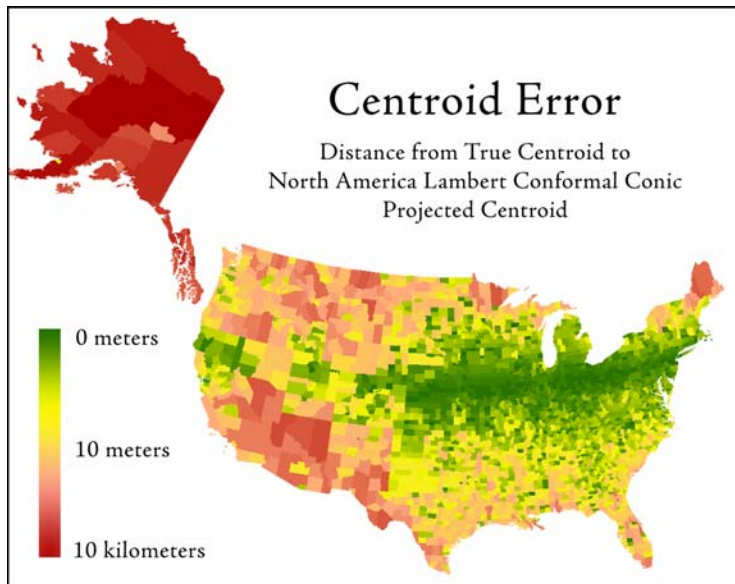 Centroid Error
Distance from True Centroid to
North America Lambert Conformal Conic
Projected Centroid
0 meters
10 meters
10 kilometers